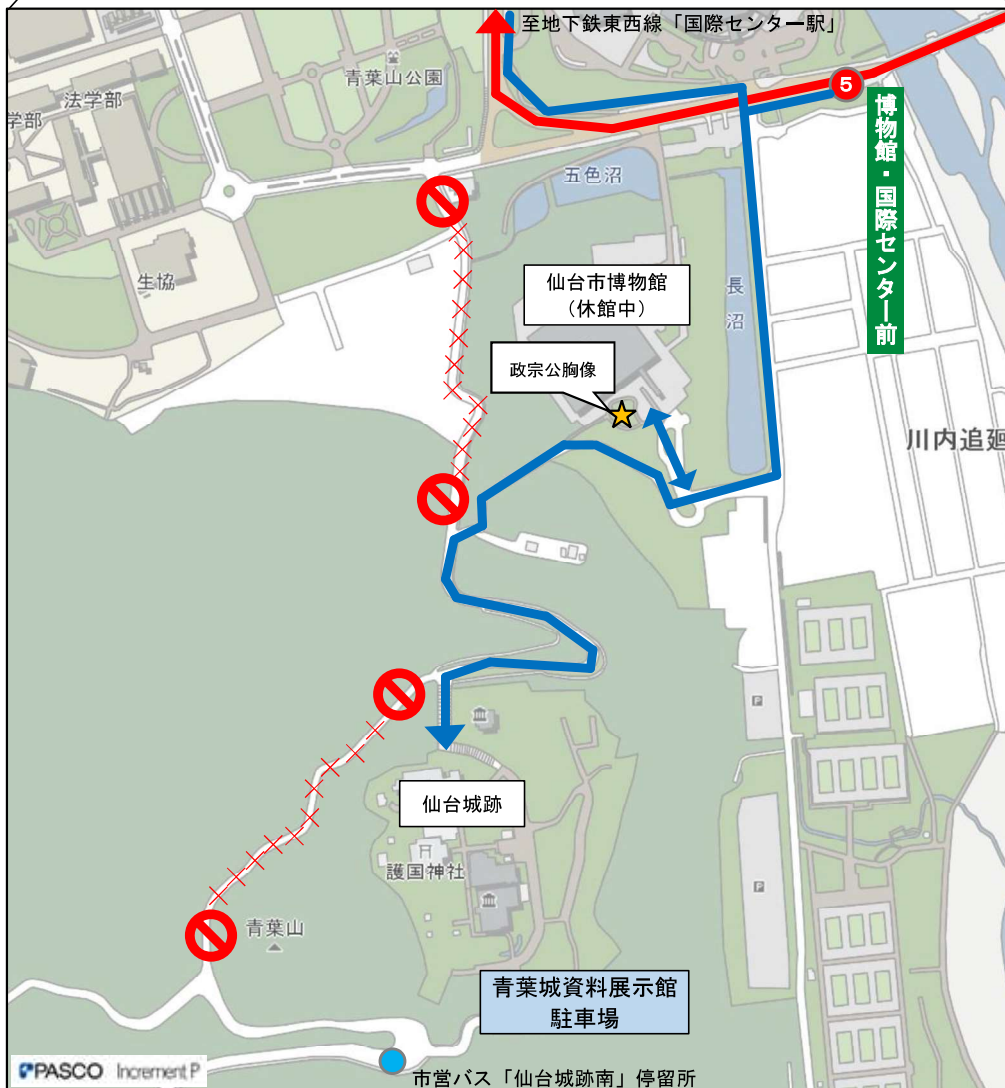 至地下鉄東西線「国際センター駅」
青葉山公園
法学部
学部
5
博物館・国際センター前
五色沼
生協
仙台市博物館
(休館中)
長沼
政宗公胸像
川内追廻
P
仙台城跡
護国神社
P
青葉山
青葉城資料展示館
駐車場
PASCO Increment P
市営バス「仙台城跡南」停留所